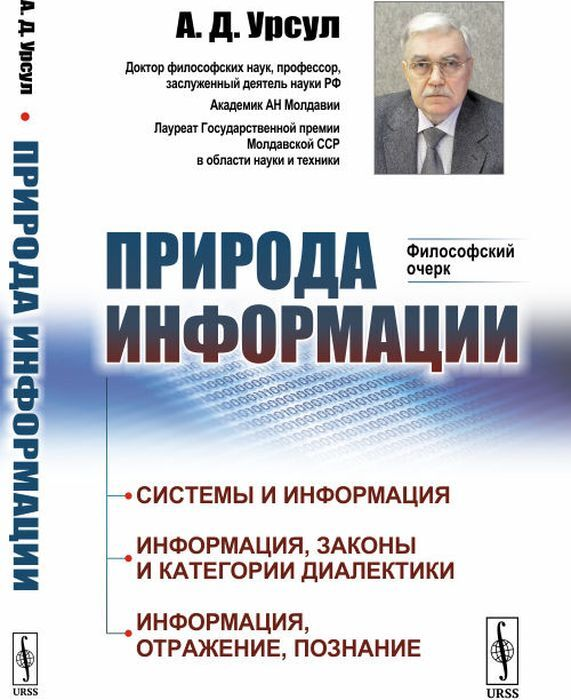 А. Д. Урсул • ПРИРОДА ИНФОРМАЦИИ
URSS
А. Д. Урсул
Доктор философских наук, профессор,
заслуженный деятель науки РФ
Академик АН Молдавии
Лауреат Государственной премии
Молдавской ССР
в области науки и техники
ПРИРОДА
ИНФОРМАЦИИ
Философский
очерк
• СИСТЕМЫ И ИНФОРМАЦИЯ
• ИНФОРМАЦИЯ, ЗАКОНЫ
И КАТЕГОРИИ ДИАЛЕКТИКИ
• ИНФОРМАЦИЯ,
ОТРАЖЕНИЕ, ПОЗНАНИЕ
URSS